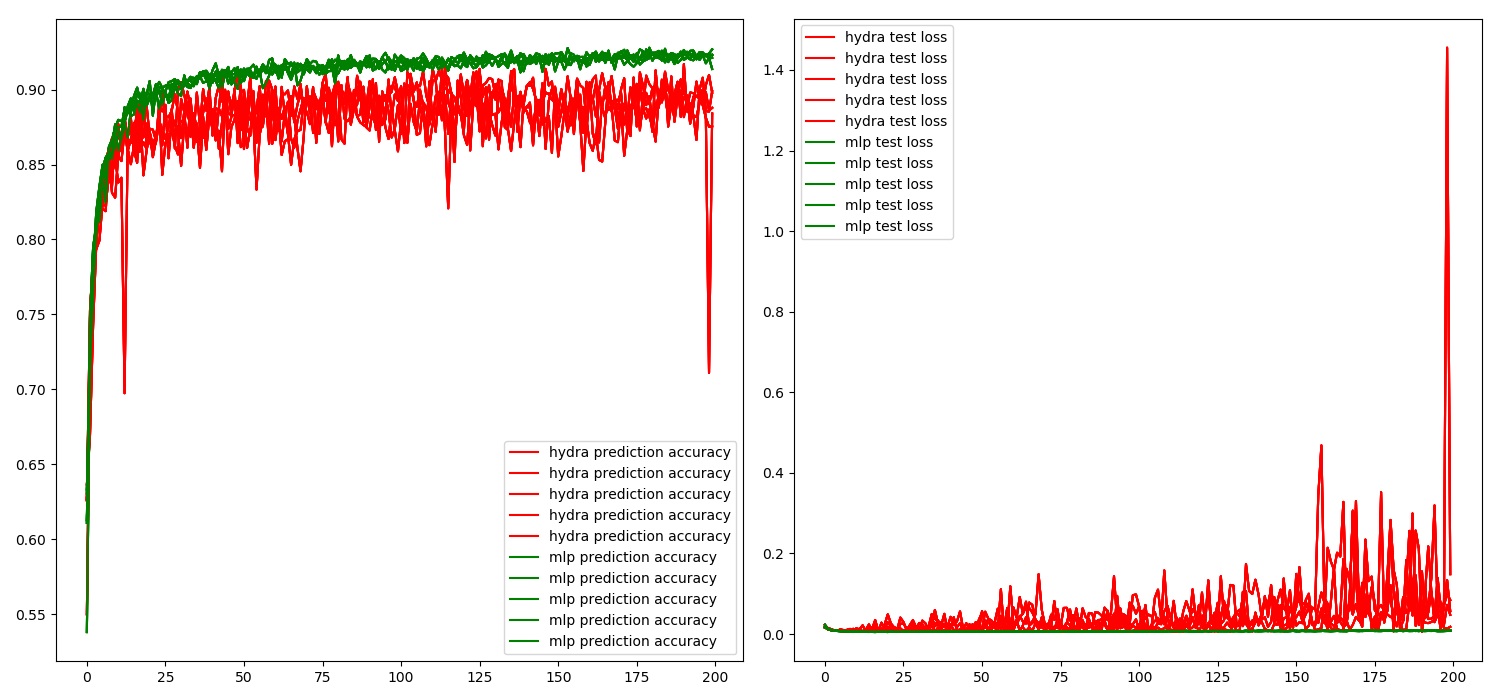 0.90
0.85
0.80
0.75
0.70
0.65
0.60
0.55
0
25
50
75
100
125
150
175
200
hydra prediction accuracy
hydra prediction accuracy
hydra prediction accuracy
hydra prediction accuracy
hydra prediction accuracy
mlp prediction accuracy
mlp prediction accuracy
mlp prediction accuracy
mlp prediction accuracy
mlp prediction accuracy
hydra test loss
hydra test loss
hydra test loss
hydra test loss
hydra test loss
mlp test loss
mlp test loss
mlp test loss
mlp test loss
mlp test loss
1.4
1.2
1.0
0.8
0.6
0.4
0.2
0.0
0
25
50
75
100
125
150
175
200